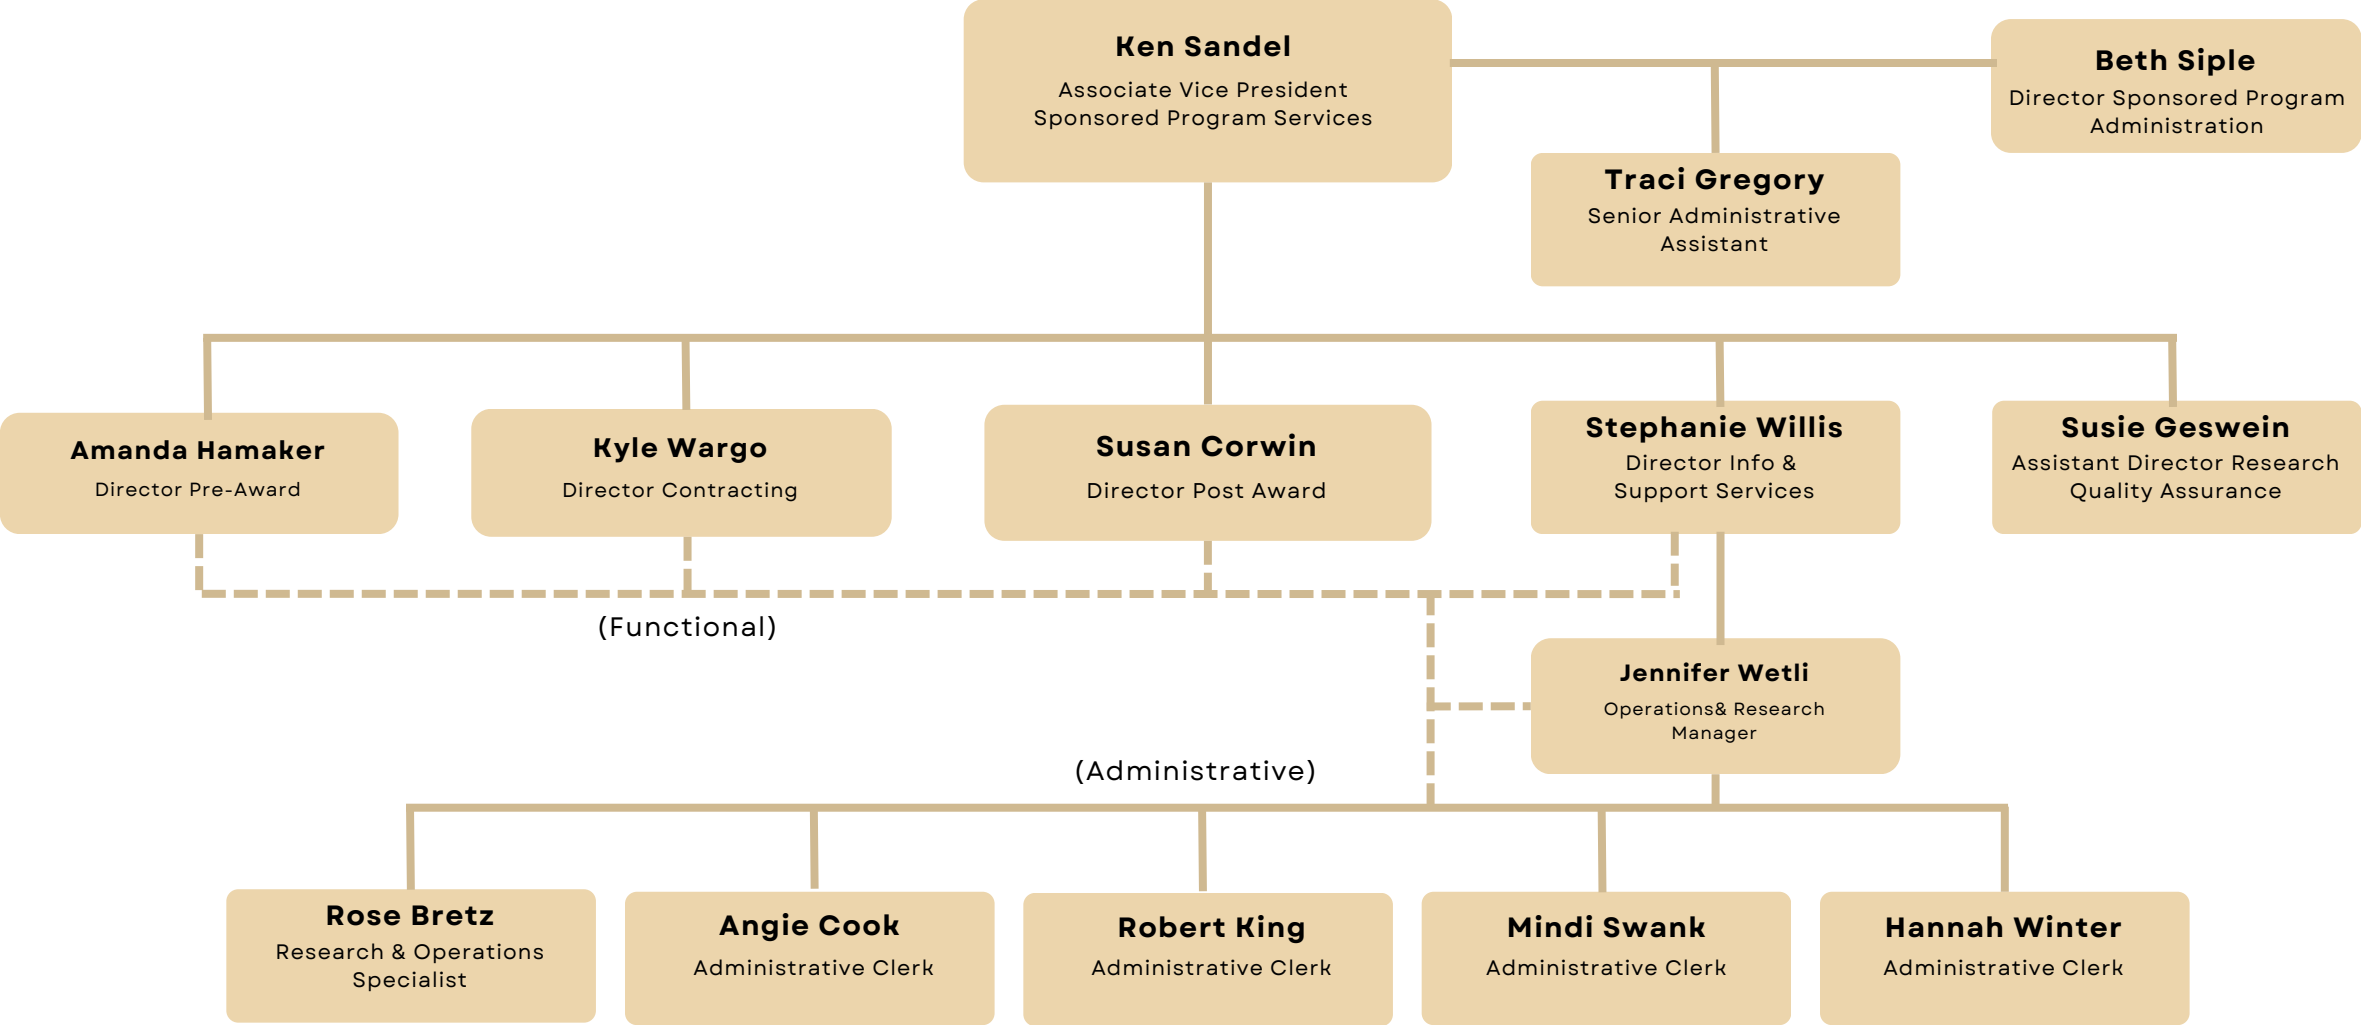 Ken Sandel
Associate Vice President
Sponsored Program Services
Beth Siple
Director Sponsored Program
Administration
Traci Gregory
Senior Administrative
Assistant
Amanda Hamaker
Director Pre-Award
Kyle Wargo
Director Contracting
Susan Corwin
Director Post Award
Stephanie Willis
Director Info &
Support Services
Susie Geswein
Assistant Director Research
Quality Assurance
(Functional)
Jennifer Wetli
Operations& Research
Manager
(Administrative)
Rose Bretz
Research & Operations
Specialist
Angie Cook
Administrative Clerk
Robert King
Administrative Clerk
Mindi Swank
Administrative Clerk
Hannah Winter
Administrative Clerk